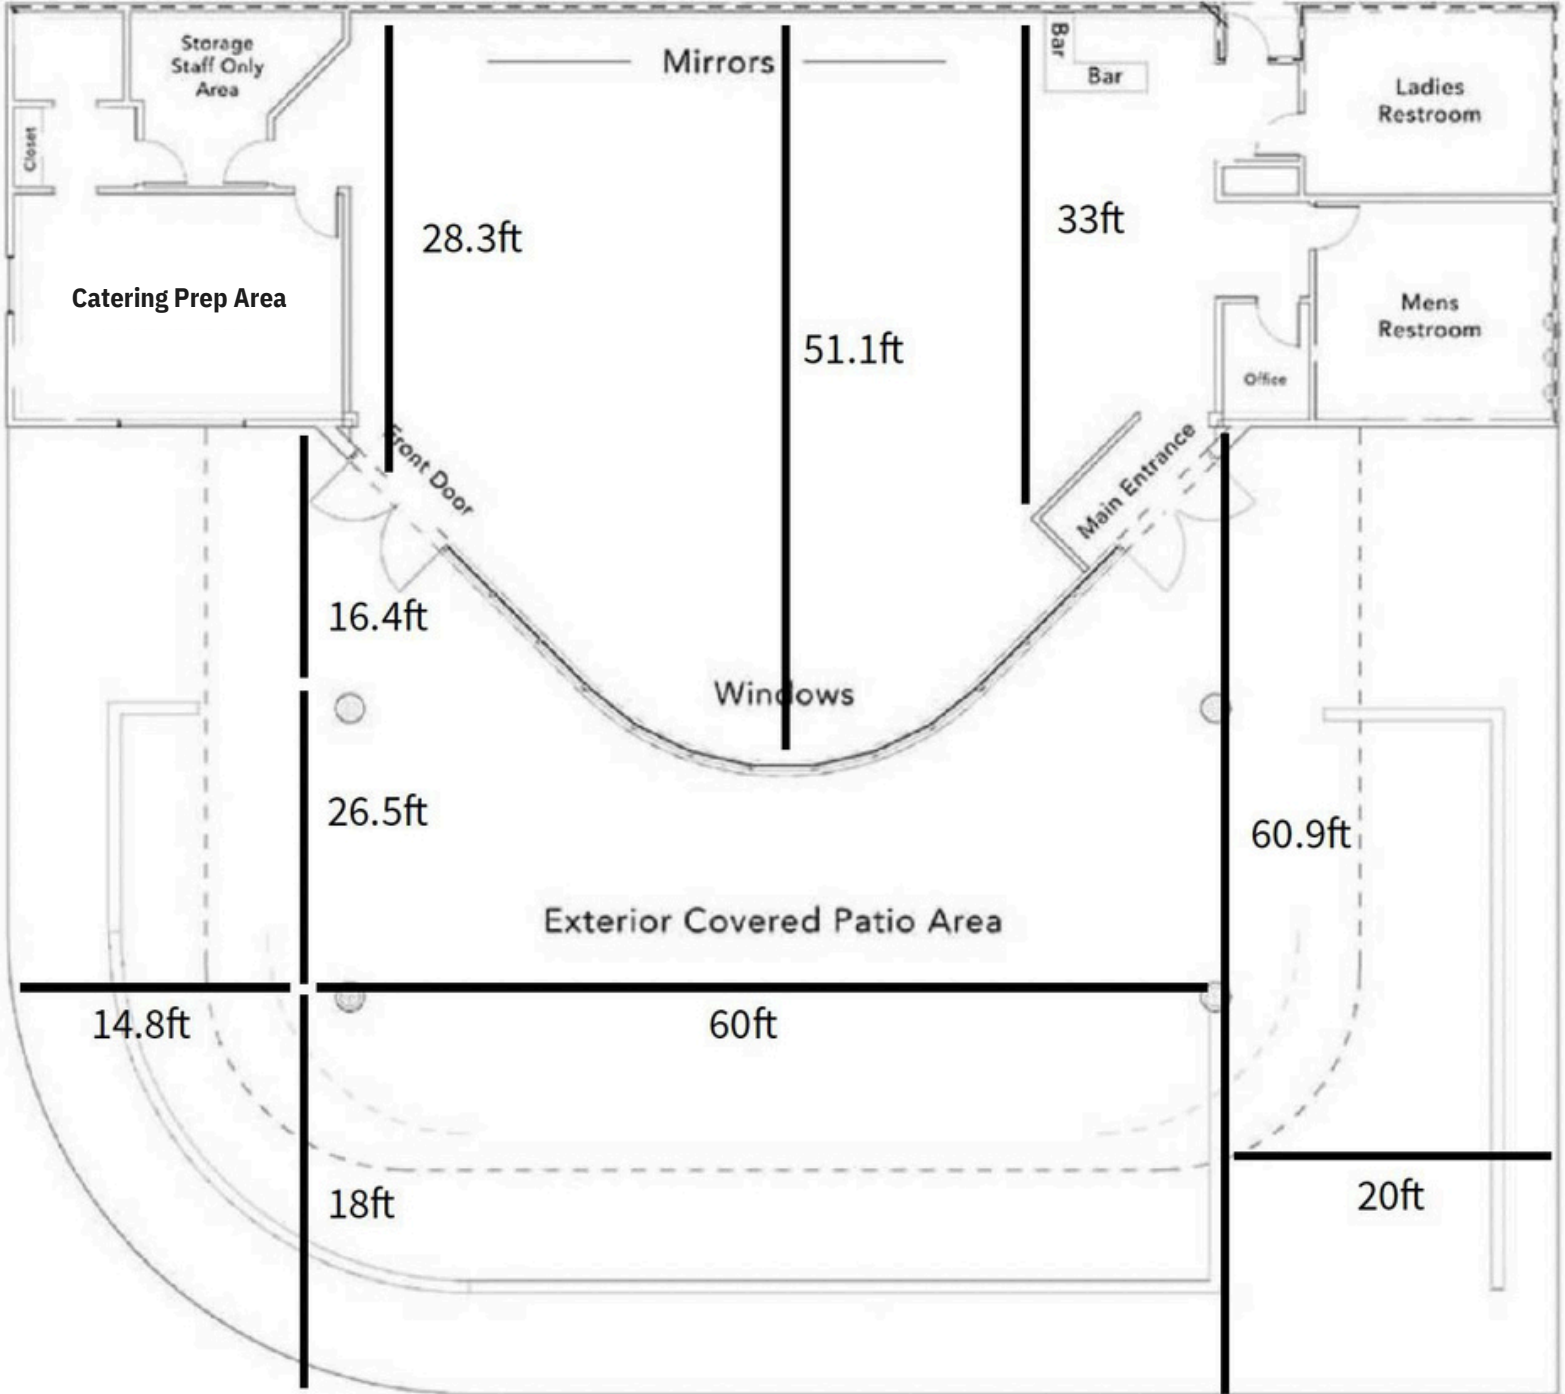 Storage
Staff Only
Area
Mirrors
Bar
Bar
Ladies
Restroom
Closet
28.3ft
33ft
Catering Prep Area
51.1ft
Mens
Restroom
Office
Front Door
Main Entrance
16.4ft
Windows
26.5ft
60.9ft
Exterior Covered Patio Area
14.8ft
60ft
18ft
20ft